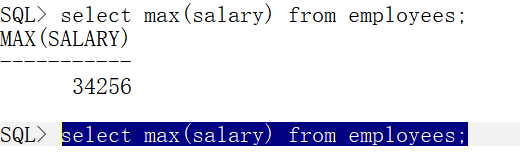 SQL> select max(salary) from employees;
MAX(SALARY)
-----------
34256
SQL> select max(salary) from employees;